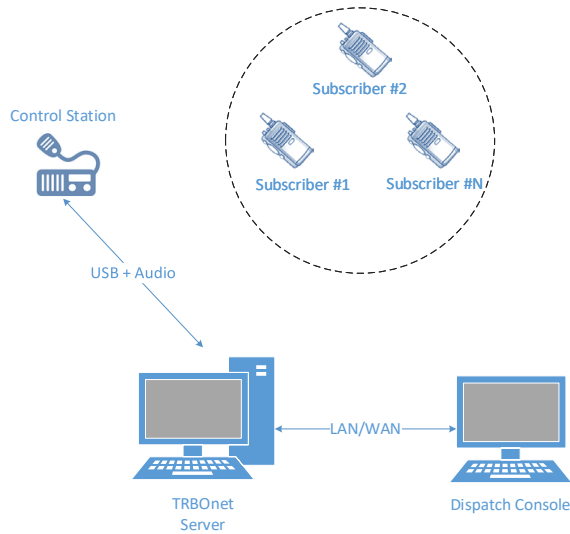 Subscriber #2
Control Station
Subscriber #1
Subscriber #N
USB + Audio
LAN/WAN
TRBOnet
Server
Dispatch Console